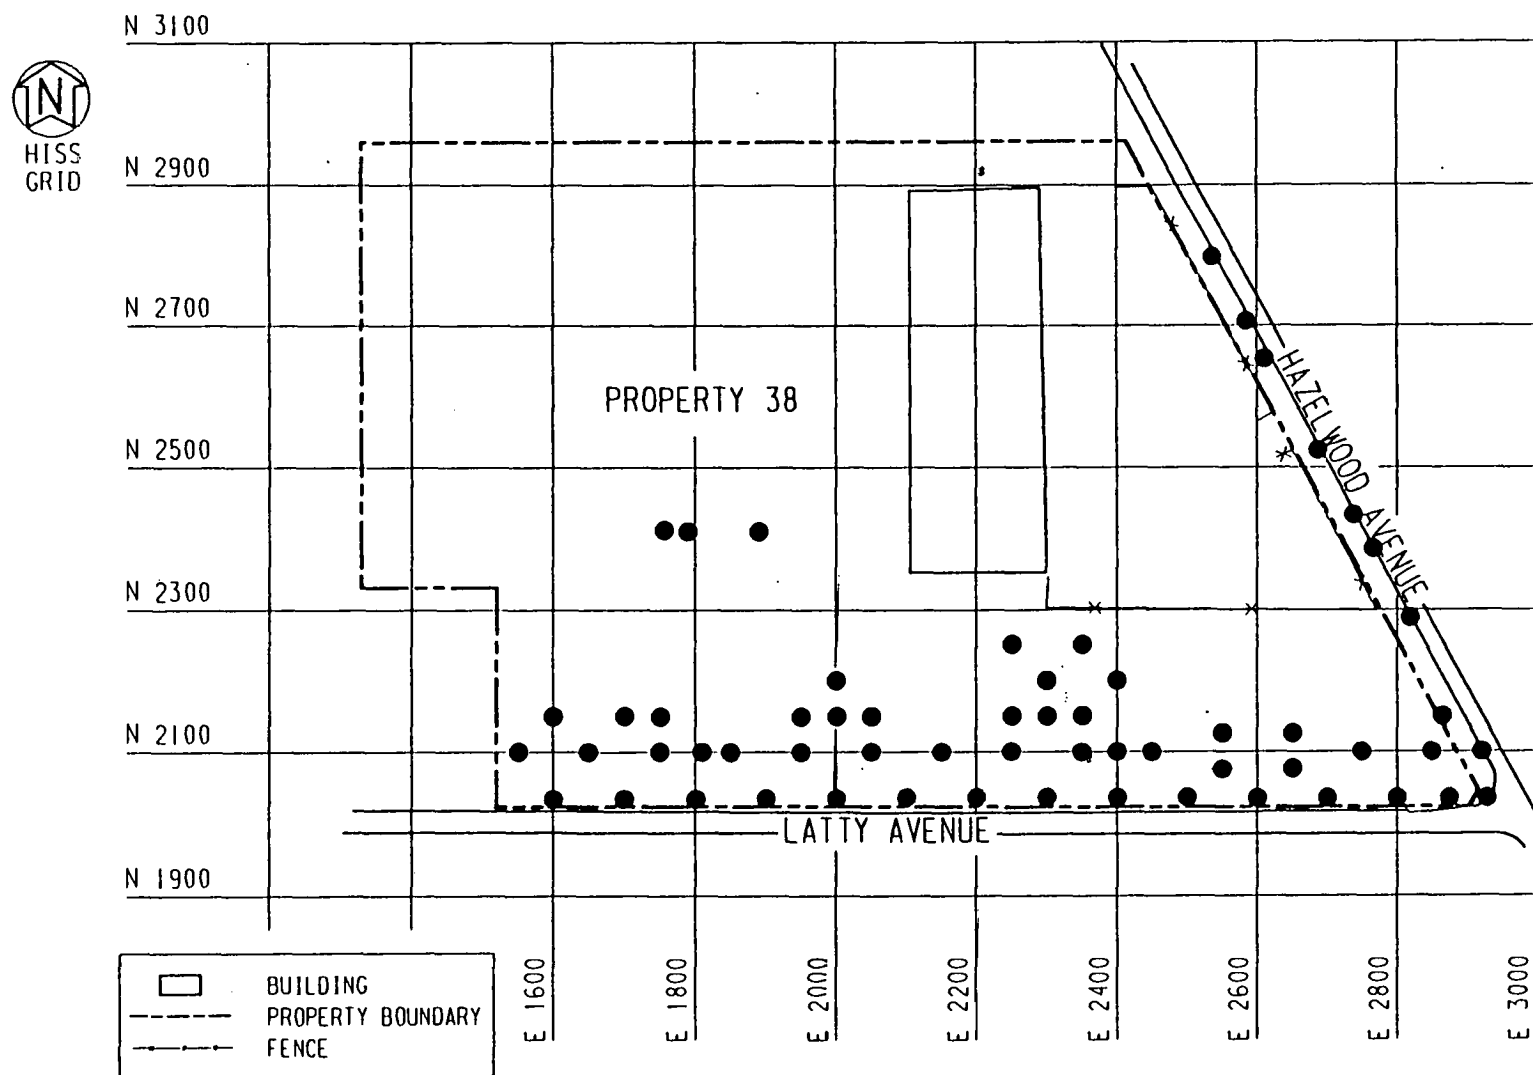 N 3100
N
HISS
GRID
N 2900
N 2700
PROPERTY 38
HAZELWOOD AVENUE
N 2500
N 2300
N 2100
LATTY AVENUE
N 1900
E 1600
E 1800
E 2000
E 2200
E 2400
E 2600
E 2800
E 3000
BUILDING
PROPERTY BOUNDARY
FENCE